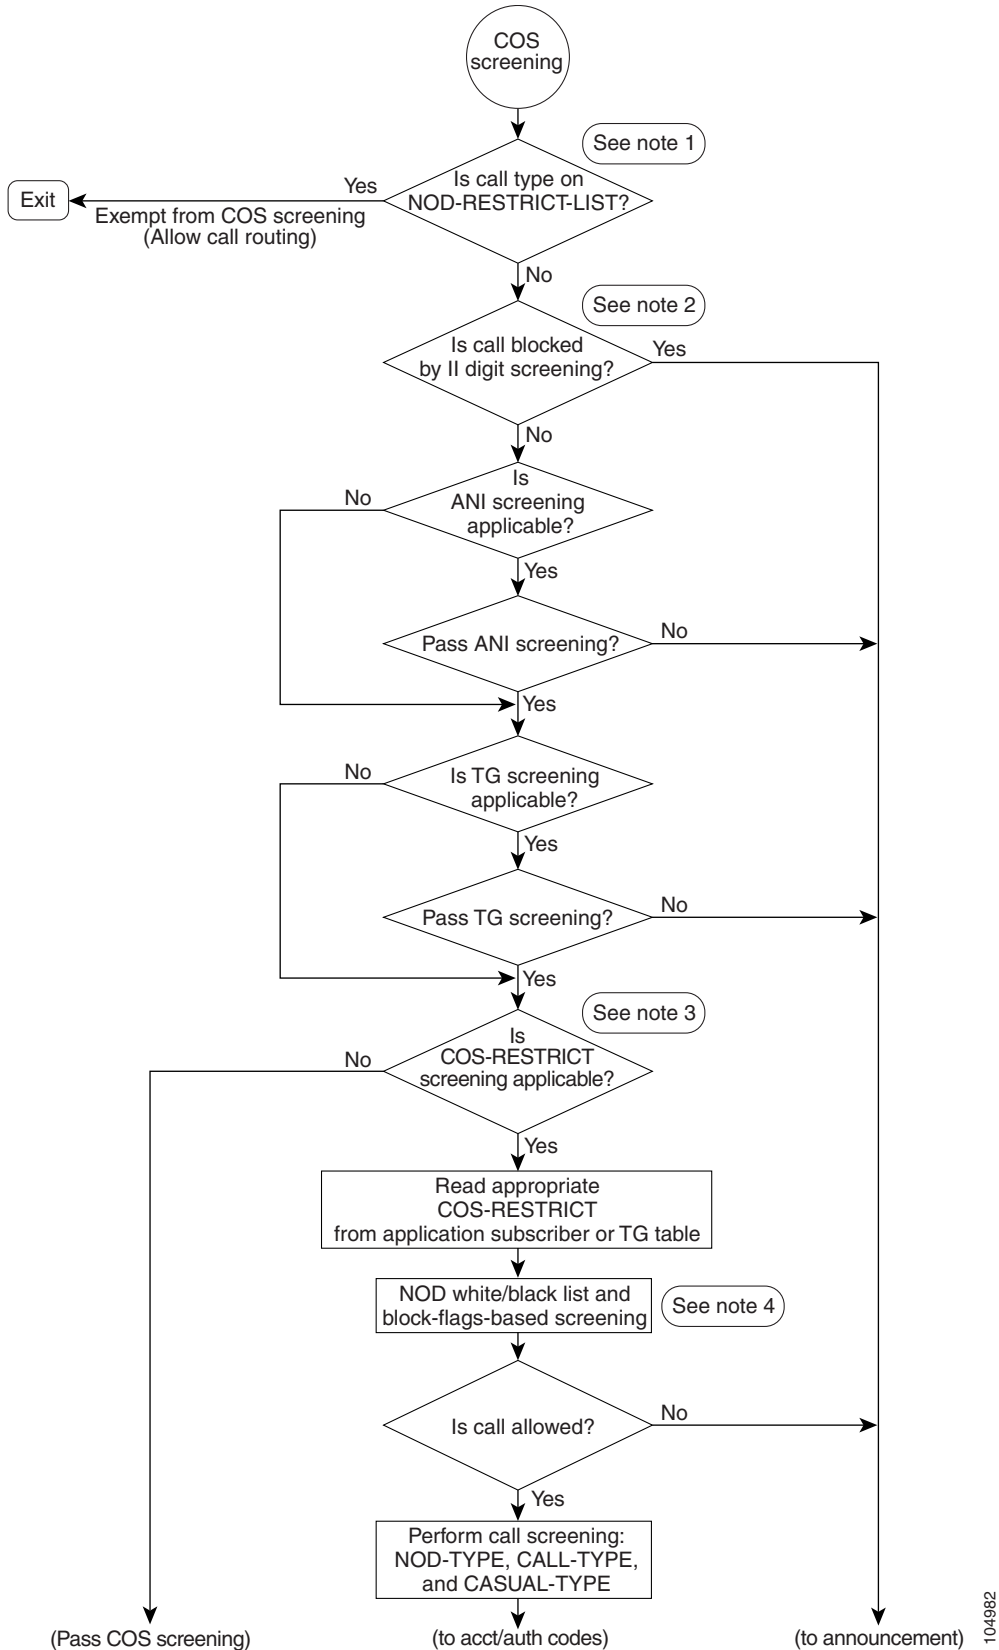 COS
screening
See note 1
Is call type on
NOD-RESTRICT-LIST?
Yes
Exit
Exempt from COS screening
(Allow call routing)
No
See note 2
Is call blocked
by II digit screening?
Yes
No
Is
ANI screening
applicable?
No
Yes
Pass ANI screening?
No
Yes
Is TG screening
applicable?
No
Yes
Pass TG screening?
No
Yes
See note 3
Is
COS-RESTRICT
screening applicable?
No
Yes
Read appropriate
COS-RESTRICT
from application subscriber or TG table
NOD white/black list and
block-flags-based screening
See note 4
Is call allowed?
No
Yes
Perform call screening:
NOD-TYPE, CALL-TYPE,
and CASUAL-TYPE
(Pass COS screening)
(to acct/auth codes)
(to announcement)
104982